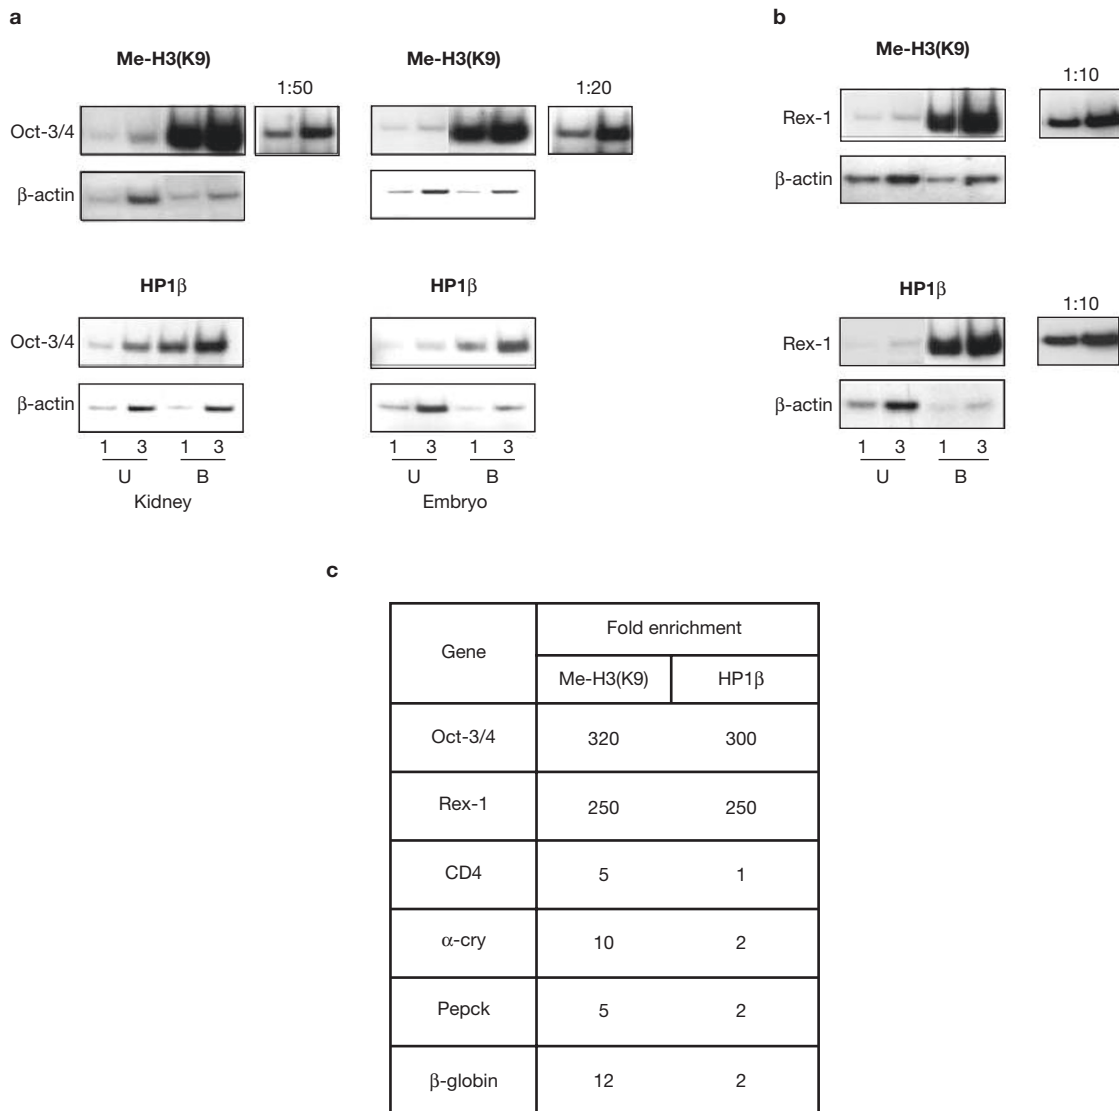 a
Me-H3(K9)
1:50
Oct-3/4
β-actin
Me-H3(K9)
1:20
HP1β
Oct-3/4
β-actin
1 3 1 3
U B
Kidney
HP1β
1 3 1 3
U B
Embryo
b
Me-H3(K9)
1:10
Rex-1
β-actin
HP1β
1:10
Rex-1
β-actin
1 3 1 3
U B
c
Gene Fold enrichment
Me-H3(K9) HP1β
Oct-3/4 320 300
Rex-1 250 250
CD4 5 1
α-cry 10 2
Pepck 5 2
β-globin 12 2